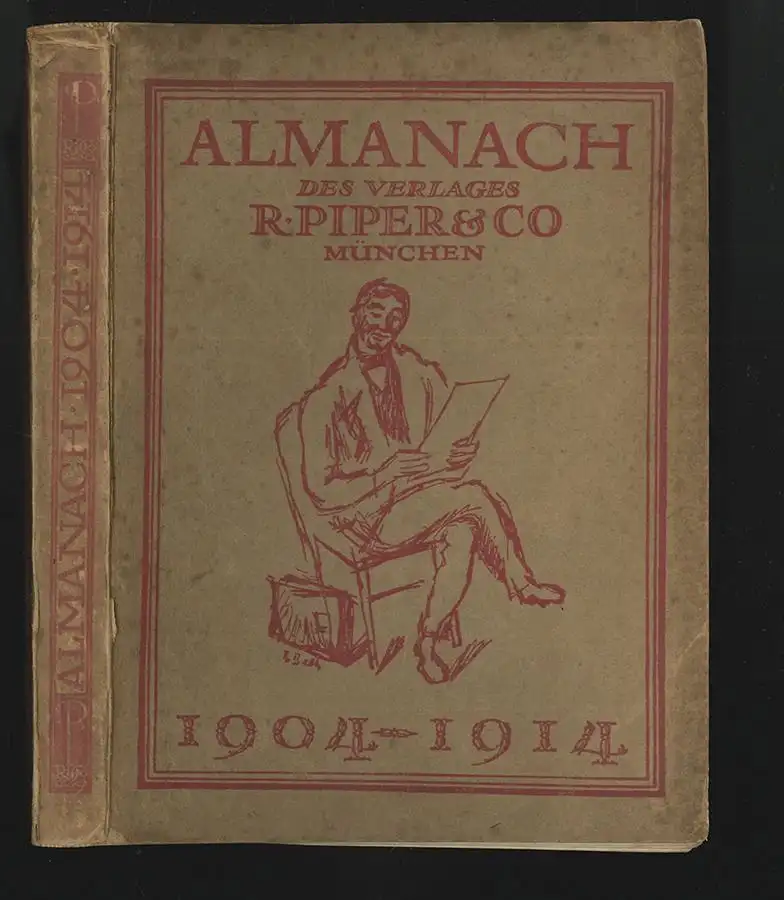 ALMANACH
DES VERLAGES
R·PIPER & CO
MÜNCHEN
1904-1914
ALMANACH·1904·1914